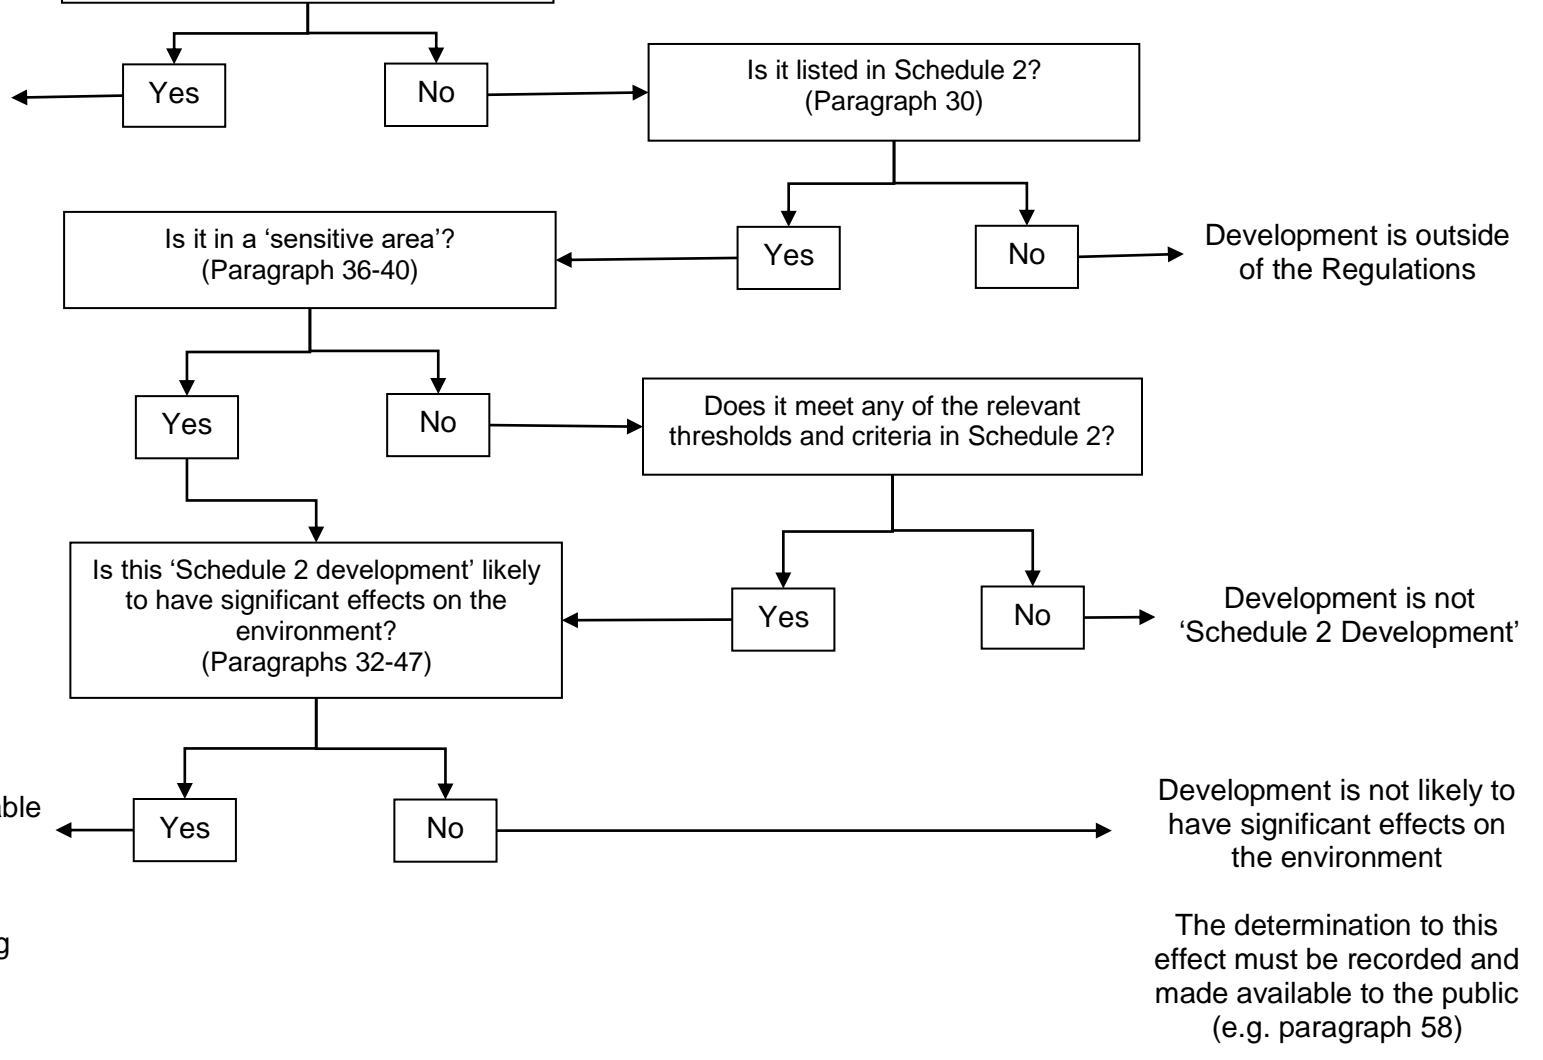 Yes
No
Is it listed in Schedule 2?
(Paragraph 30)
Is it in a ‘sensitive area’?
(Paragraph 36-40)
Yes
No
Development is outside
of the Regulations
Yes
No
Does it meet any of the relevant
thresholds and criteria in Schedule 2?
Is this ‘Schedule 2 development’ likely
to have significant effects on the
environment?
(Paragraphs 32-47)
Yes
No
Development is not
‘Schedule 2 Development’
Yes
No
Development is not likely to
have significant effects on
the environment
The determination to this
effect must be recorded and
made available to the public
(e.g. paragraph 58)